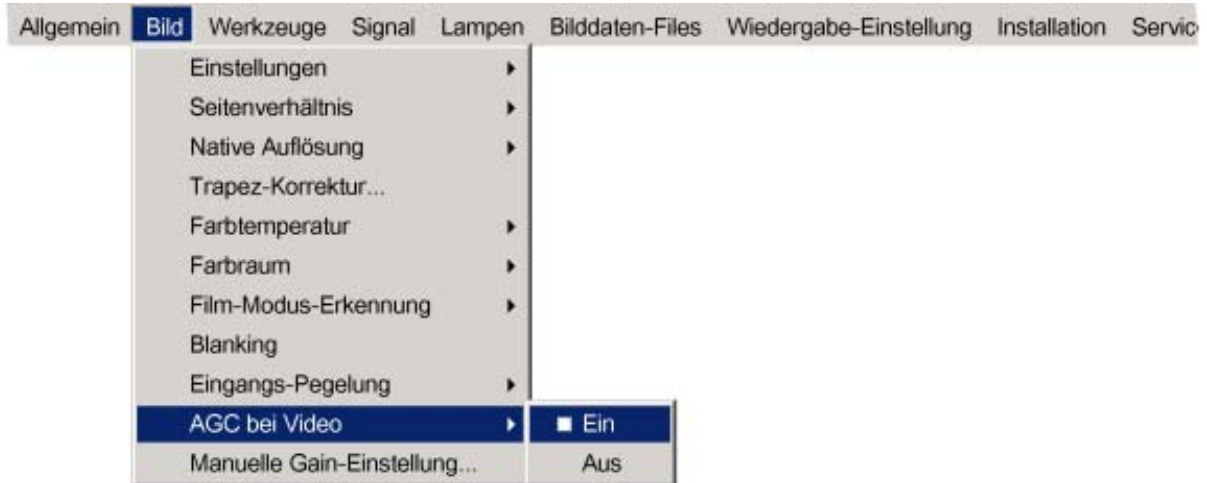 Allgemein Bild Werkzeuge Signal Lampen Bilddaten-Files Wiedergabe-Einstellung Installation Servic
Einstellungen
Seitenverhältnis
Native Auflösung
Trapez-Korrektur...
Farbtemperatur
Farbraum
Film-Modus-Erkennung
Blanking
Eingangs-Pegelung
AGC bei Video Ein
Manuelle Gain-Einstellung... Aus